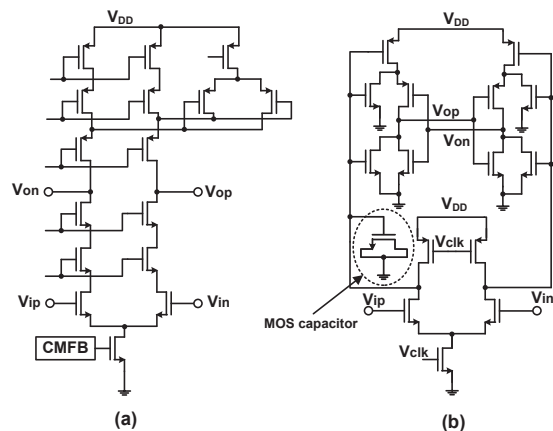 VDD
Von
Vop
Vip
Vin
CMFB
(a)
VDD
Vop
Von
VDD
Vclk
MOS capacitor
Vip
Vin
Vclk
(b)